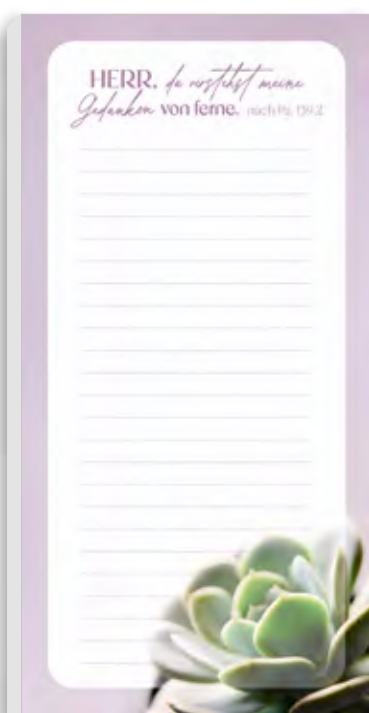 HERR, du verstehst meine
Gedanken von ferne. nach Ps. 139,2